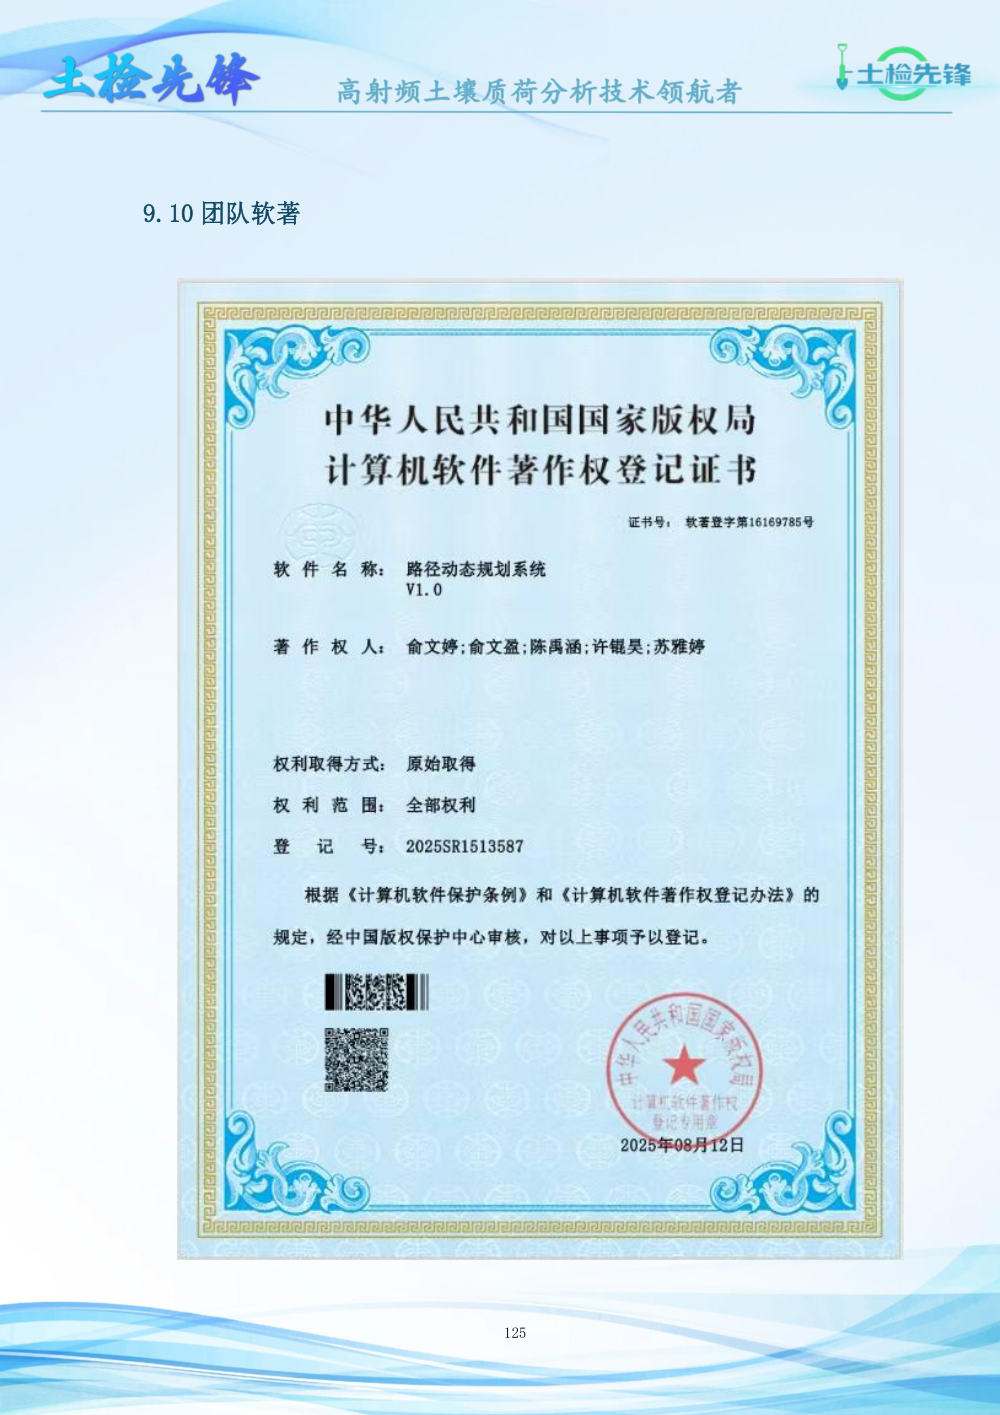 土检先锋
高射频土壤质荷分析技术领航者
土检先锋
9.10 团队软著
中华人民共和国国家版权局
计算机软件著作权登记证书
证书号： 软著登字第16169785号
软件名称： 路径动态规划系统
V1.0
著作权人： 俞文婷;俞文盈;陈禹涵;许锟昊;苏雅婷
权利取得方式： 原始取得
权利范围： 全部权利
登记号： 2025SR1513587
根据《计算机软件保护条例》和《计算机软件著作权登记办法》的
规定，经中国版权保护中心审核，对以上事项予以登记。
中华人民共和国国家版权局
计算机软件著作权
登记专用章
2025年08月12日
125